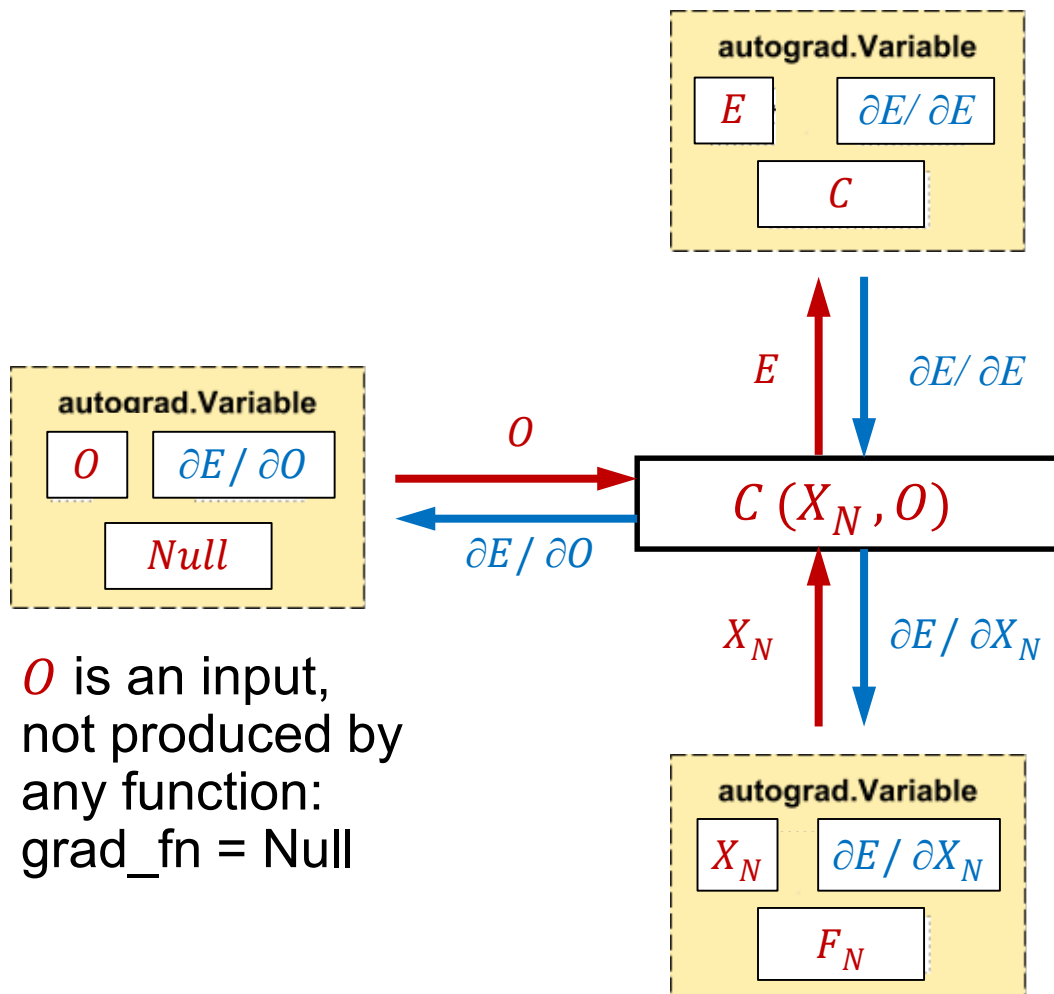 autograd.Variable
E
∂E/ ∂E
C
E
∂E/ ∂E
autograd.Variable
O
∂E/ ∂O
Null
O
∂E/ ∂O
C (X_N, O)
X_N
∂E/ ∂X_N
O is an input,
not produced by
any function:
grad_fn = Null
autograd.Variable
X_N
∂E/ ∂X_N
F_N